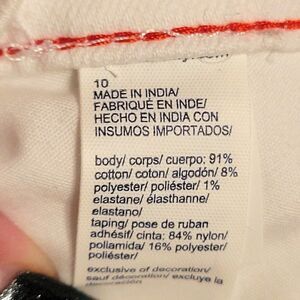 10
MADE IN INDIA/
FABRIQUÉ EN INDE/
HECHO EN INDIA CON
INSUMOS IMPORTADOS/
body/ corps/ cuerpo: 91%
cotton/ coton/ algodón/ 8%
polyester/ poliéster/ 1%
elastane/ élasthanne/
elastano/
taping/ pose de ruban
adhésif/ cinta: 84% nylon/
poliamida/ 16% polyester/
poliéster
exclusive of decoration/
sauf décoration/ excluye la